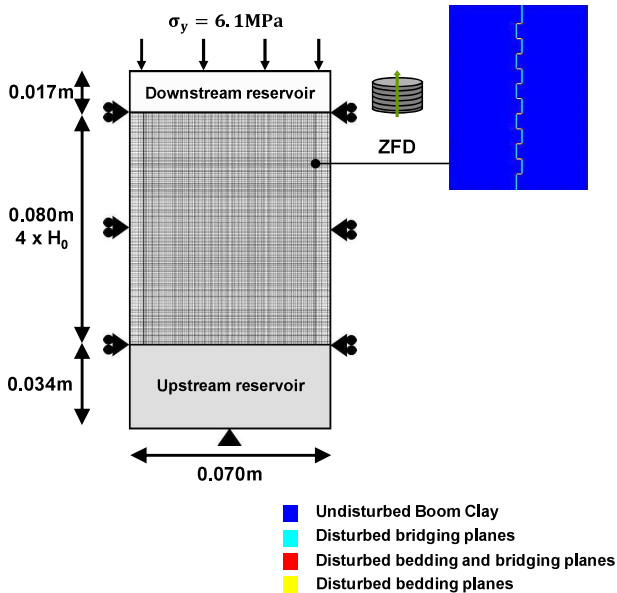 σy = 6.1MPa
0.017m
Downstream reservoir
ZFD
0.080m
4 x H0
0.034m
Upstream reservoir
0.070m
Undisturbed Boom Clay
Disturbed bridging planes
Disturbed bedding and bridging planes
Disturbed bedding planes